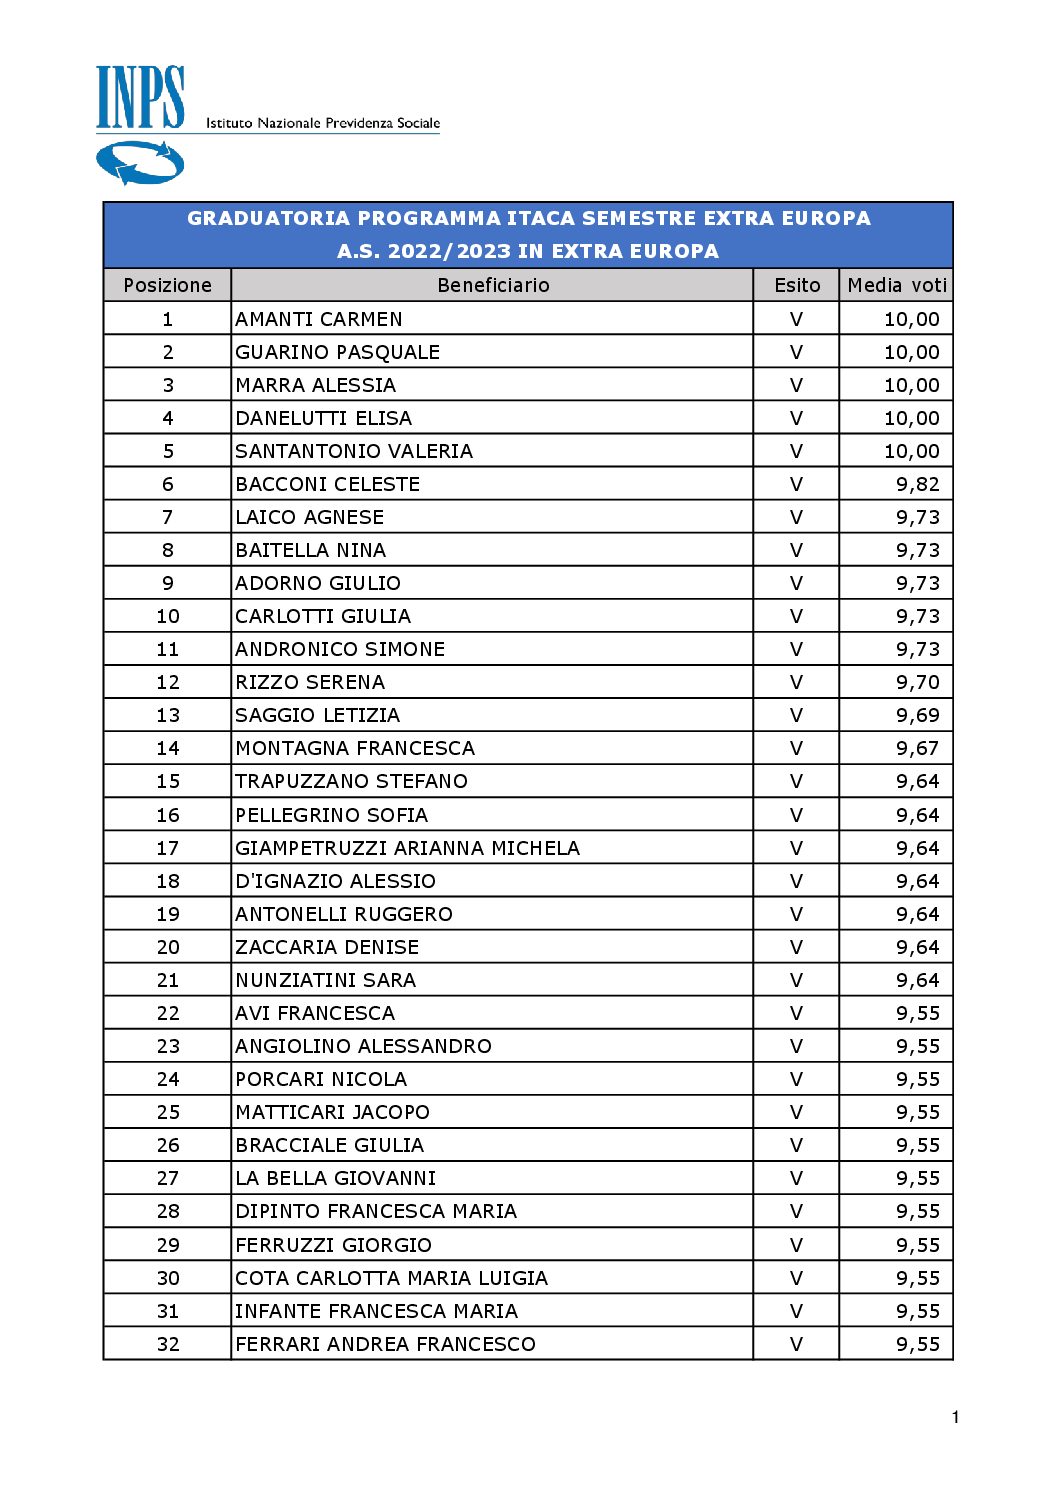 INPS
Istituto Nazionale Previdenza Sociale
GRADUATORIA PROGRAMMA ITACA SEMESTRE EXTRA EUROPA
A.S. 2022/2023 IN EXTRA EUROPA
Posizione Beneficiario Esito Media voti
1 AMANTI CARMEN V 10,00
2 GUARINO PASQUALE V 10,00
3 MARRA ALESSIA V 10,00
4 DANELUTTI ELISA V 10,00
5 SANTANTONIO VALERIA V 10,00
6 BACCONI CELESTE V 9,82
7 LAICO AGNESE V 9,73
8 BAITELLA NINA V 9,73
9 ADORNO GIULIO V 9,73
10 CARLOTTI GIULIA V 9,73
11 ANDRONICO SIMONE V 9,73
12 RIZZO SERENA V 9,70
13 SAGGIO LETIZIA V 9,69
14 MONTAGNA FRANCESCA V 9,67
15 TRAPUZZANO STEFANO V 9,64
16 PELLEGRINO SOFIA V 9,64
17 GIAMPETRUZZI ARIANNA MICHELA V 9,64
18 D'IGNAZIO ALESSIO V 9,64
19 ANTONELLI RUGGERO V 9,64
20 ZACCARIA DENISE V 9,64
21 NUNZIATINI SARA V 9,64
22 AVI FRANCESCA V 9,55
23 ANGIOLINO ALESSANDRO V 9,55
24 PORCARI NICOLA V 9,55
25 MATTICARI JACOPO V 9,55
26 BRACCIALE GIULIA V 9,55
27 LA BELLA GIOVANNI V 9,55
28 DIPINTO FRANCESCA MARIA V 9,55
29 FERRUZZI GIORGIO V 9,55
30 COTA CARLOTTA MARIA LUIGIA V 9,55
31 INFANTE FRANCESCA MARIA V 9,55
32 FERRARI ANDREA FRANCESCO V 9,55
1